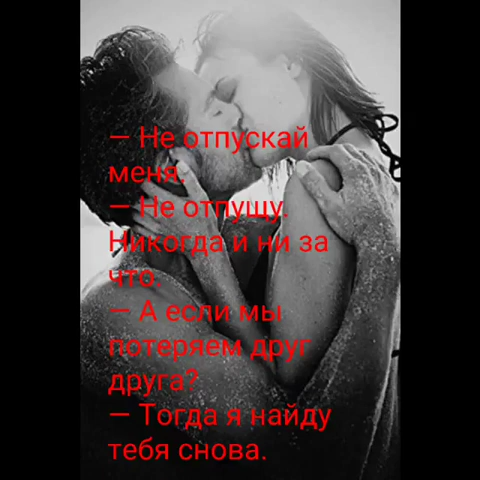 — Не отпускай
меня.
— Не отпущу.
Никогда и ни за
что.
— А если мы
потеряем друг
друга?
— Тогда я найду
тебя снова.